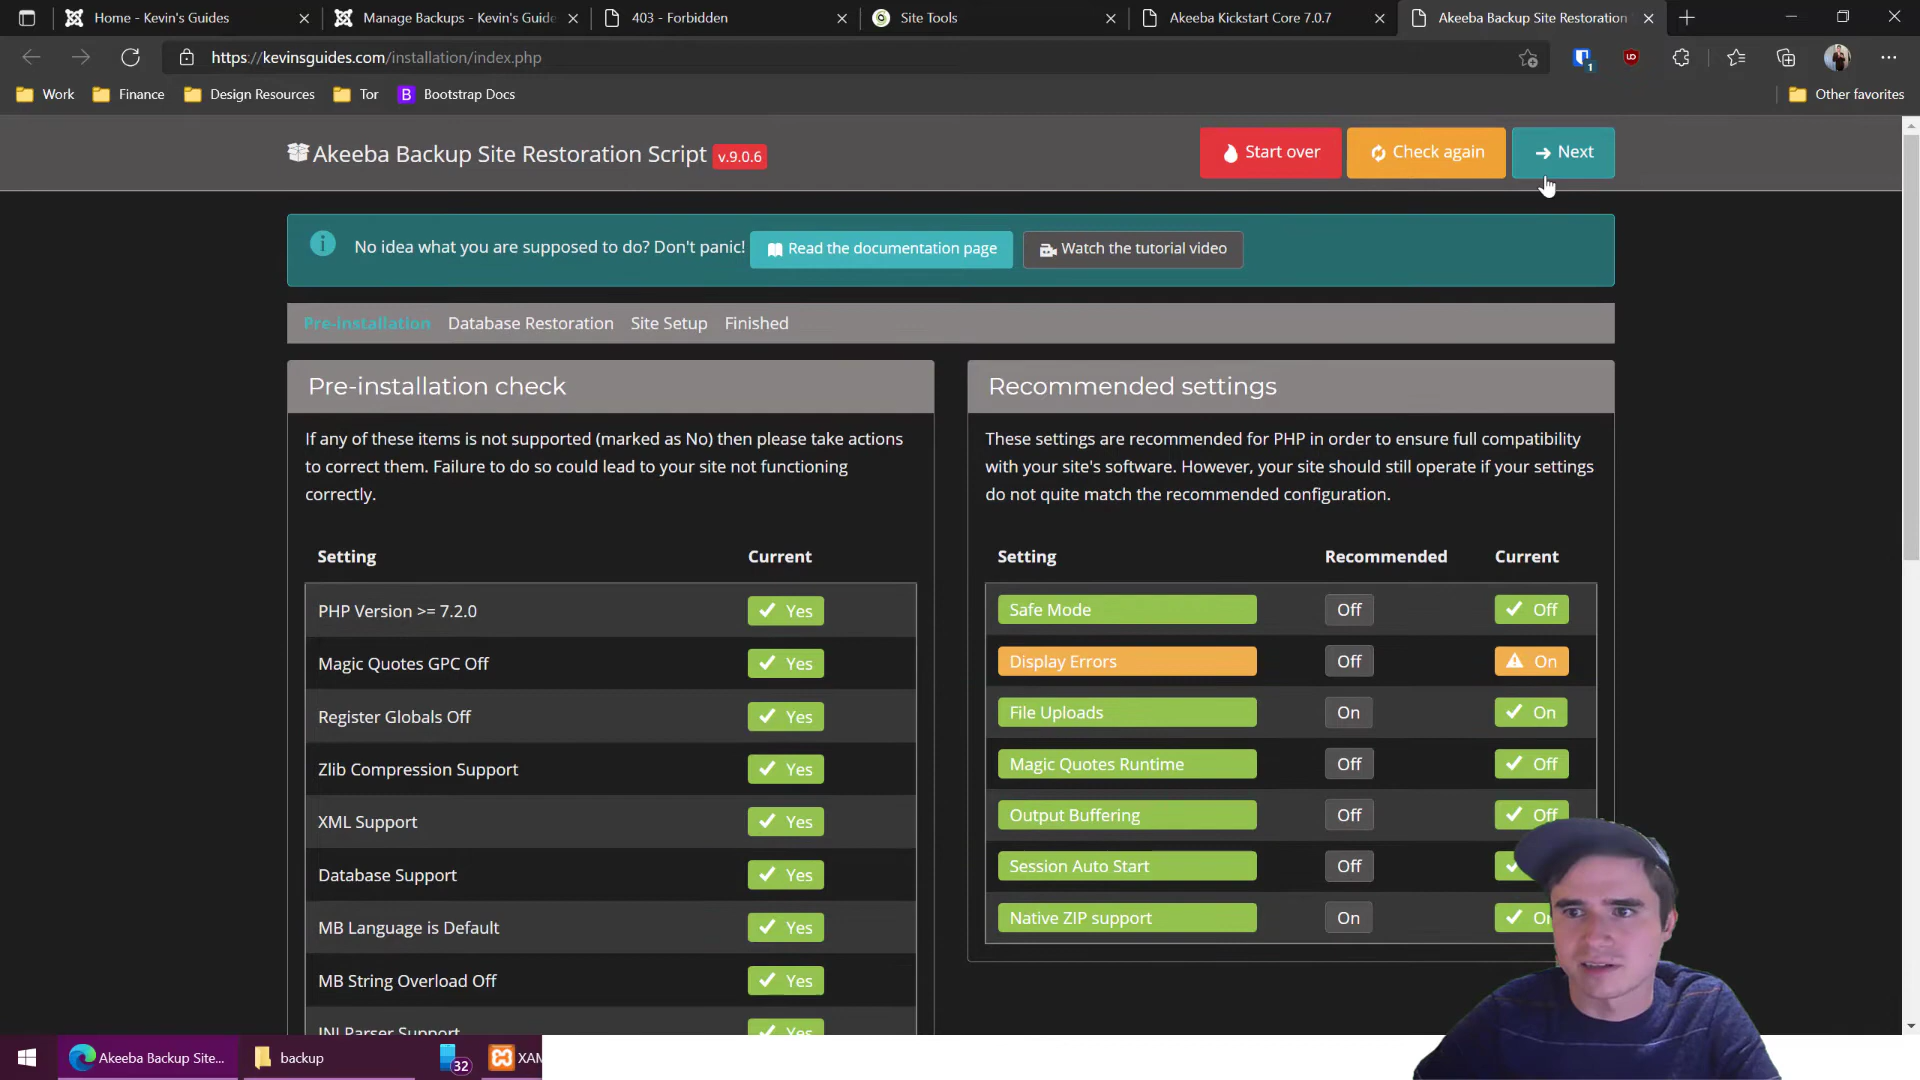 Home - Kevin's Guides
Manage Backups - Kevin's Guide
403 - Forbidden
Site Tools
Akeeba Kickstart Core 7.0.7
Akeeba Backup Site Restoration
https://kevinsguides.com/installation/index.php
1
Work
Finance
Design Resources
Tor
B
Bootstrap Docs
Other favorites
Akeeba Backup Site Restoration Script v.9.0.6
Start over
Check again
Next
No idea what you are supposed to do? Don't panic!
Read the documentation page
Watch the tutorial video
Pre-installation
Database Restoration
Site Setup
Finished
Pre-installation check
If any of these items is not supported (marked as No) then please take actions
to correct them. Failure to do so could lead to your site not functioning
correctly.
Setting Current
PHP Version >= 7.2.0 Yes
Magic Quotes GPC Off Yes
Register Globals Off Yes
Zlib Compression Support Yes
XML Support Yes
Database Support Yes
MB Language is Default Yes
MB String Overload Off Yes
INI Parser Support Yes
Recommended settings
These settings are recommended for PHP in order to ensure full compatibility
with your site's software. However, your site should still operate if your settings
do not quite match the recommended configuration.
Setting Recommended Current
Safe Mode Off Off
Display Errors Off On
File Uploads On On
Magic Quotes Runtime Off Off
Output Buffering Off Off
Session Auto Start Off
Native ZIP support On On
Akeeba Backup Site...
backup
32
XAM